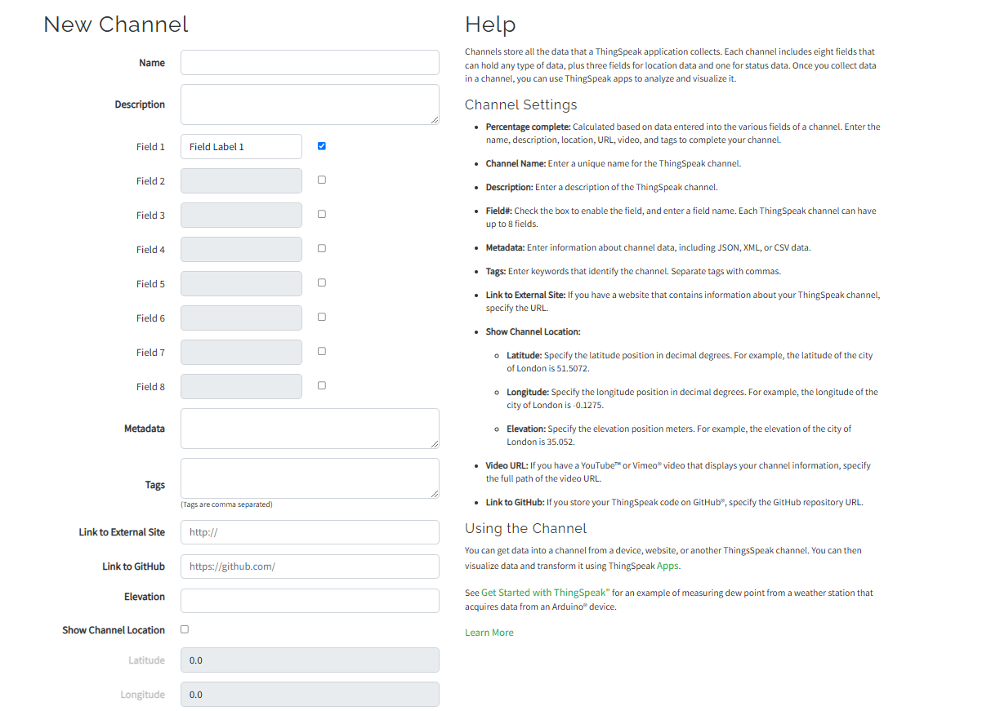 New Channel
Name
Description
Field 1 Field Label 1
Field 2
Field 3
Field 4
Field 5
Field 6
Field 7
Field 8
Metadata
Tags
(Tags are comma separated)
Link to External Site http://
Link to GitHub https://github.com/
Elevation
Show Channel Location
Latitude 0.0
Longitude 0.0
Help
Channels store all the data that a ThingSpeak application collects. Each channel includes eight fields that
can hold any type of data, plus three fields for location data and one for status data. Once you collect data
in a channel, you can use ThingSpeak apps to analyze and visualize it.
Channel Settings
• Percentage complete: Calculated based on data entered into the various fields of a channel. Enter the
name, description, location, URL, video, and tags to complete your channel.
• Channel Name: Enter a unique name for the ThingSpeak channel.
• Description: Enter a description of the ThingSpeak channel.
• Field#: Check the box to enable the field, and enter a field name. Each ThingSpeak channel can have
up to 8 fields.
• Metadata: Enter information about channel data, including JSON, XML, or CSV data.
• Tags: Enter keywords that identify the channel. Separate tags with commas.
• Link to External Site: If you have a website that contains information about your ThingSpeak channel,
specify the URL.
• Show Channel Location:
◦ Latitude: Specify the latitude position in decimal degrees. For example, the latitude of the city
of London is 51.5072.
◦ Longitude: Specify the longitude position in decimal degrees. For example, the longitude of the
city of London is -0.1275.
◦ Elevation: Specify the elevation position meters. For example, the elevation of the city of
London is 35.052.
• Video URL: If you have a YouTube™ or Vimeo® video that displays your channel information, specify
the full path of the video URL.
• Link to GitHub: If you store your ThingSpeak code on GitHub®, specify the GitHub repository URL.
Using the Channel
You can get data into a channel from a device, website, or another ThingsSpeak channel. You can then
visualize data and transform it using ThingSpeak Apps.
See Get Started with ThingSpeak" for an example of measuring dew point from a weather station that
acquires data from an Arduino® device.
Learn More